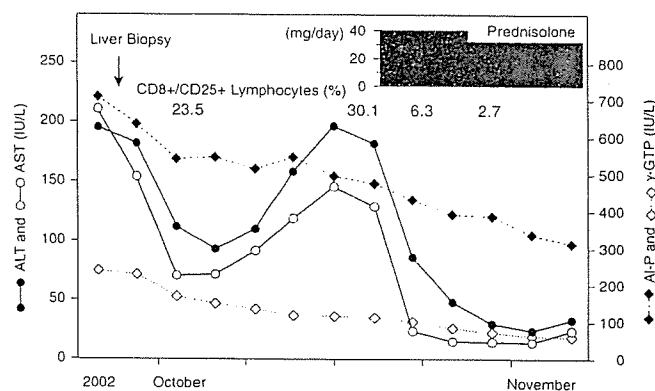 40
(mg/day)
Prednisolone
20
0
250
Liver Biopsy
800
CD8+/CD25+ Lymphocytes (%)
700
23.5
30.1
6.3
2.7
200
600
150
500
400
100
300
50
200
100
0
0
2002
October
November
ALT and AST (IU/L)
Al-P and γ-GTP (IU/L)